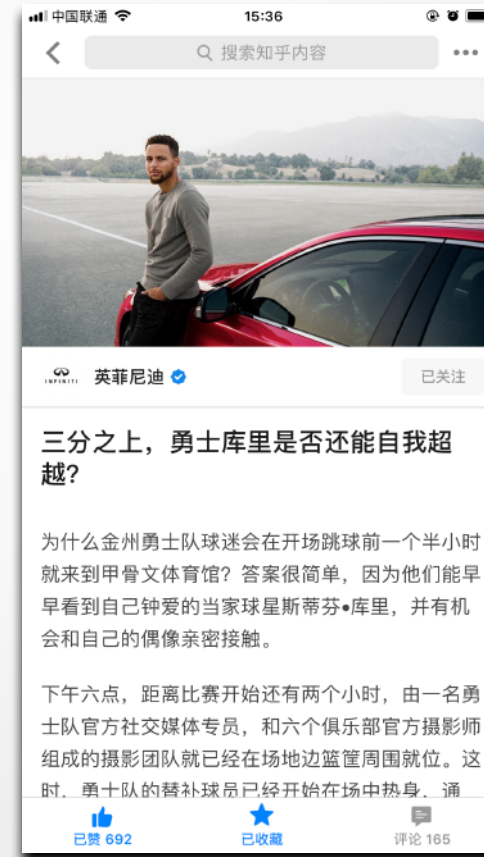 中国联通
15:36
搜索知乎内容
INFINITI
英菲尼迪
已关注
三分之上，勇士库里是否还能自我超
越？
为什么金州勇士队球迷会在开场跳球前一个半小时
就来到甲骨文体育馆？答案很简单，因为他们能早
早看到自己钟爱的当家球星斯蒂芬•库里，并有机
会和自己的偶像亲密接触。
下午六点，距离比赛开始还有两个小时，由一名勇
士队官方社交媒体专员，和六个俱乐部官方摄影师
组成的摄影团队就已经在场地边篮筐周围就位。这
时，勇士队的替补球员已经开始在场中热身，通
已赞 692
已收藏
评论 165